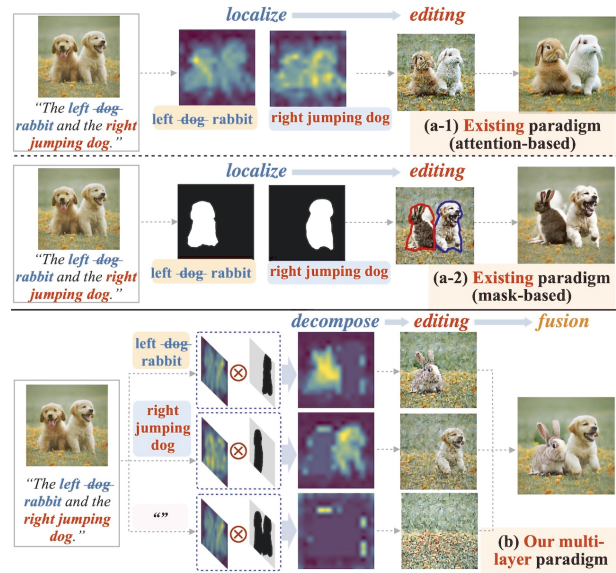 localize editing
"The left dog
rabbit and the right
jumping dog."
left dog rabbit
right jumping dog
(a-1) Existing paradigm
(attention-based)
localize editing
"The left dog
rabbit and the right
jumping dog."
left dog rabbit
right jumping dog
(a-2) Existing paradigm
(mask-based)
decompose editing fusion
left dog
rabbit
right
jumping
dog
"The left dog
rabbit and the
right jumping
dog."
“”
(b) Our multi-
layer paradigm